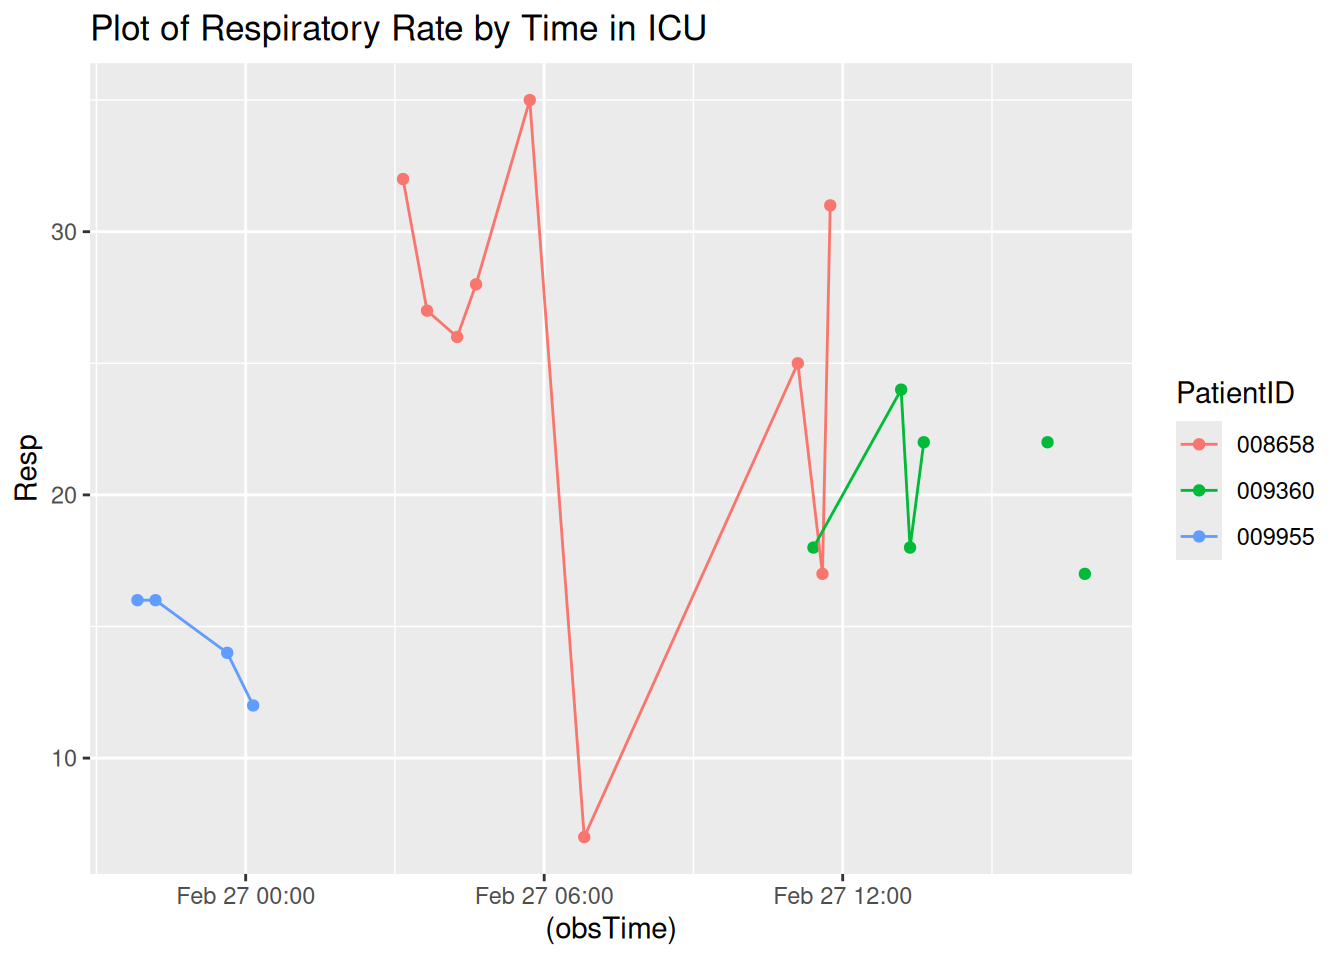 Plot of Respiratory Rate by Time in ICU
Resp
30
20
10
Feb 27 00:00
Feb 27 06:00
Feb 27 12:00
(obsTime)
PatientID
008658
009360
009955